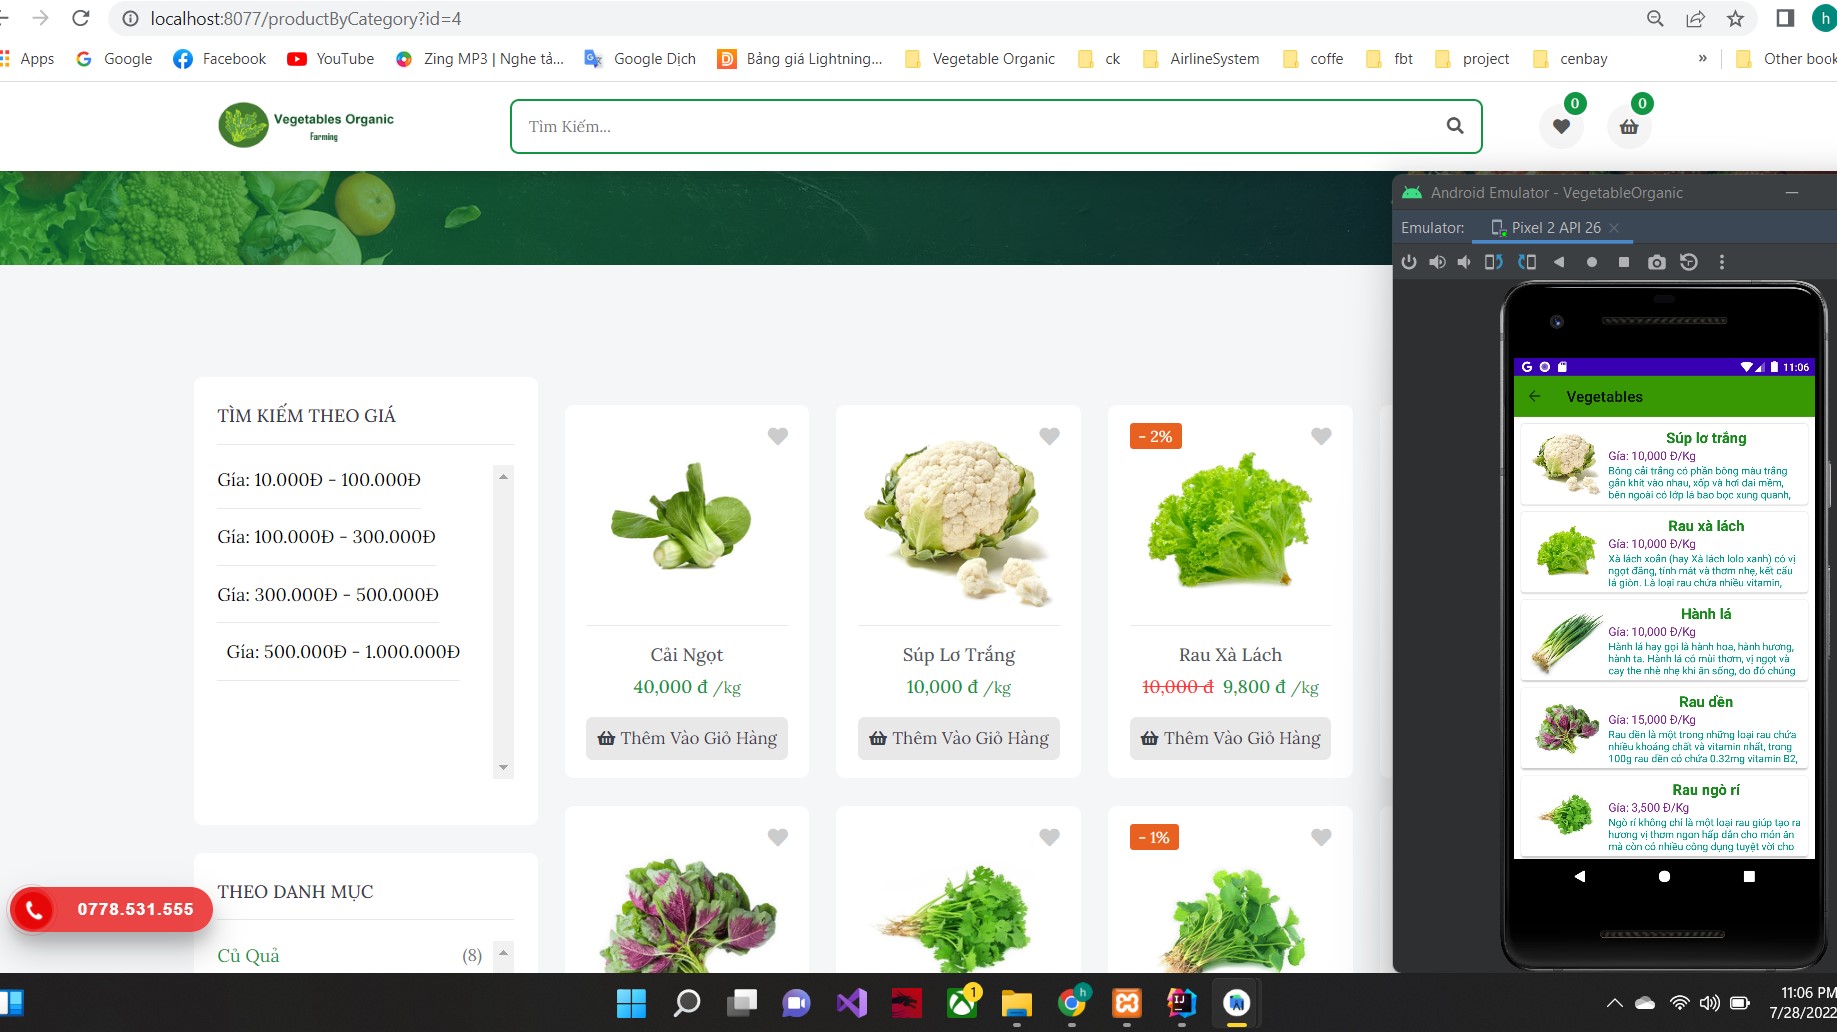 localhost:8077/productByCategory?id=4
h
Apps
Google
Facebook
YouTube
Zing MP3 | Nghe tả...
Google Dịch
Bảng giá Lightning...
Vegetable Organic
ck
AirlineSystem
coffe
fbt
project
cenbay
»
Other book
Vegetables Organic
Farming
Tìm Kiếm...
0
0
TÌM KIẾM THEO GIÁ
Gía: 10.000Đ - 100.000Đ
Gía: 100.000Đ - 300.000Đ
Gía: 300.000Đ - 500.000Đ
Gía: 500.000Đ - 1.000.000Đ
THEO DANH MỤC
Củ Quả
(8)
0778.531.555
Cải Ngọt
40,000 đ /kg
Thêm Vào Giỏ Hàng
Súp Lơ Trắng
10,000 đ /kg
Thêm Vào Giỏ Hàng
- 2%
Rau Xà Lách
10,000 đ 9,800 đ /kg
Thêm Vào Giỏ Hàng
- 1%
Android Emulator - VegetableOrganic
Emulator:
Pixel 2 API 26
11:06
Vegetables
Súp lơ trắng
Gía: 10,000 Đ/Kg
Bông cải trắng có phần bông màu trắng
gắn khít vào nhau, xốp và hơi dai mềm,
bên ngoài có lớp lá bao bọc xung quanh,
Rau xà lách
Gía: 10,000 Đ/Kg
Xà lách xoăn (hay Xà lách lolo xanh) có vị
ngọt đắng, tính mát và thơm nhẹ, kết cấu
lá giòn. Là loại rau chứa nhiều vitamin,
Hành lá
Gía: 10,000 Đ/Kg
Hành lá hay gọi là hành hoa, hành hương,
hành ta. Hành lá có mùi thơm, vị ngọt và
cay the nhè nhẹ khi ăn sống, do đó chúng
Rau dền
Gía: 15,000 Đ/Kg
Rau dền là một trong những loại rau chứa
nhiều khoáng chất và vitamin nhất, trong
100g rau dền có chứa 0.32mg vitamin B2,
Rau ngò rí
Gía: 3,500 Đ/Kg
Ngò rí không chỉ là một loại rau giúp tạo ra
hương vị thơm ngon hấp dẫn cho món ăn
mà còn có nhiều công dụng tuyệt vời cho
1
h
IJ
11:06 PM
7/28/2022